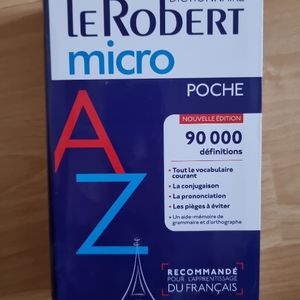 DICTIONNAIRE
LE ROBERT
micro
POCHE
NOUVELLE ÉDITION
90 000
définitions
• Tout le vocabulaire
courant
• La conjugaison
• La prononciation
• Les pièges à éviter
• Un aide-mémoire de
grammaire et d'orthographe
A
Z
RECOMMANDÉ
POUR L'APPRENTISSAGE
DU FRANÇAIS